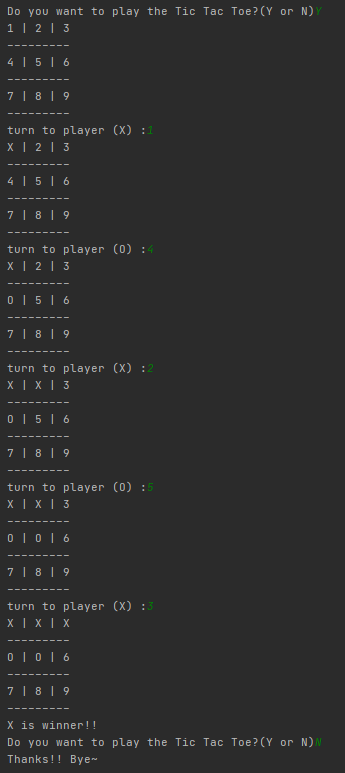 Do you want to play the Tic Tac Toe?(Y or N)Y
1 | 2 | 3
---------
4 | 5 | 6
---------
7 | 8 | 9
---------
turn to player (X) :1
X | 2 | 3
---------
4 | 5 | 6
---------
7 | 8 | 9
---------
turn to player (O) :4
X | 2 | 3
---------
O | 5 | 6
---------
7 | 8 | 9
---------
turn to player (X) :2
X | X | 3
---------
O | 5 | 6
---------
7 | 8 | 9
---------
turn to player (O) :5
X | X | 3
---------
O | O | 6
---------
7 | 8 | 9
---------
turn to player (X) :3
X | X | X
---------
O | O | 6
---------
7 | 8 | 9
---------
X is winner!!
Do you want to play the Tic Tac Toe?(Y or N)N
Thanks!! Bye~